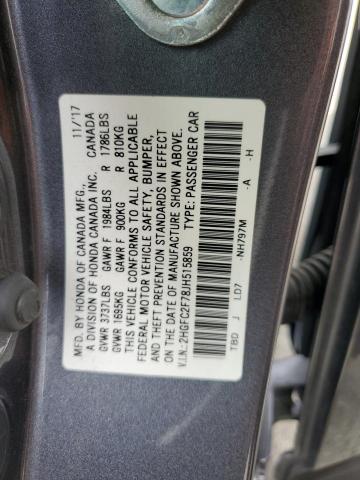 MFD. BY HONDA OF CANADA MFG., 11/'17
A DIVISION OF HONDA CANADA INC. CANADA
GVWR 3737LBS GAWR F 1984LBS R 1786LBS
GVWR 1695KG GAWR F 900KG R 810KG
THIS VEHICLE CONFORMS TO ALL APPLICABLE
FEDERAL MOTOR VEHICLE SAFETY, BUMPER,
AND THEFT PREVENTION STANDARDS IN EFFECT
ON THE DATE OF MANUFACTURE SHOWN ABOVE.
V.I.N.:2HGFC2F78JH515859 TYPE: PASSENGER CAR
TBD J LD7 -NH797M -A -H